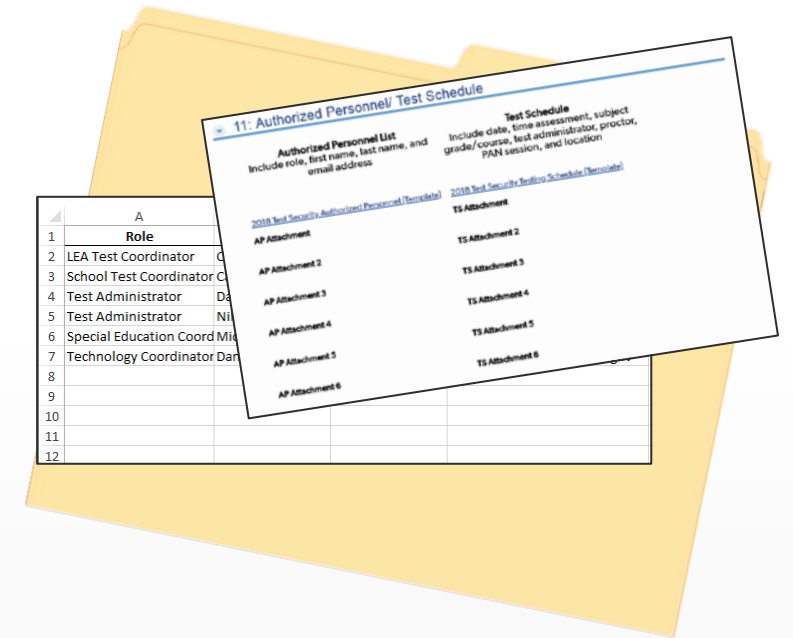 11: Authorized Personnel/ Test Schedule
Authorized Personnel List
Include role, first name, last name, and
email address
2018 Test Security Authorized Personnel (Template)
AP Attachment
AP Attachment 2
AP Attachment 3
AP Attachment 4
AP Attachment 5
AP Attachment 6
Test Schedule
Include date, time assessment, subject
grade/course, test administrator, proctor,
PAN session, and location
2018 Test Security Testing Schedule (Template)
TS Attachment
TS Attachment 2
TS Attachment 3
TS Attachment 4
TS Attachment 5
TS Attachment 6
A
1 Role
2 LEA Test Coordinator
3 School Test Coordinator
4 Test Administrator Da
5 Test Administrator
6 Special Education Coord
7 Technology Coordinator Dan
8
9
10
11
12